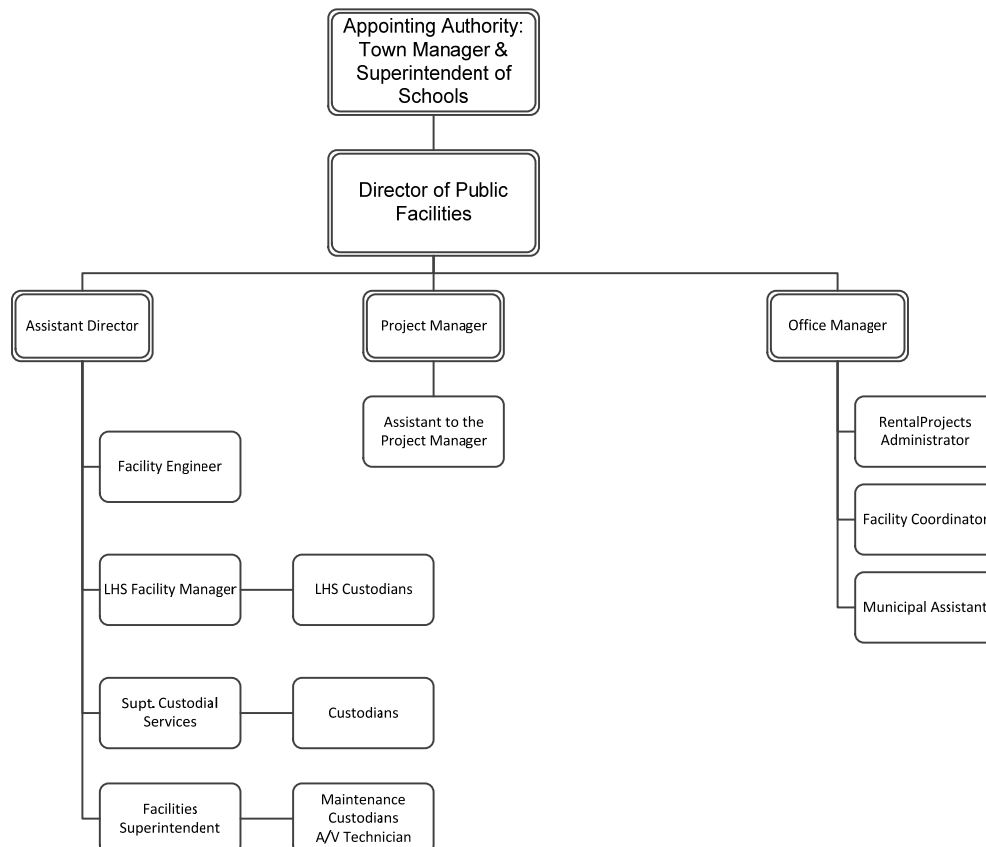 Appointing Authority:
Town Manager &
Superintendent of
Schools
Director of Public
Facilities
Assistant Director
Project Manager
Office Manager
Assistant to the
Project Manager
RentalProjects
Administrator
Facility Engineer
Facility Coordinator
LHS Facility Manager
LHS Custodians
Municipal Assistant
Supt. Custodial
Services
Custodians
Facilities
Superintendent
Maintenance
Custodians
A/V Technician